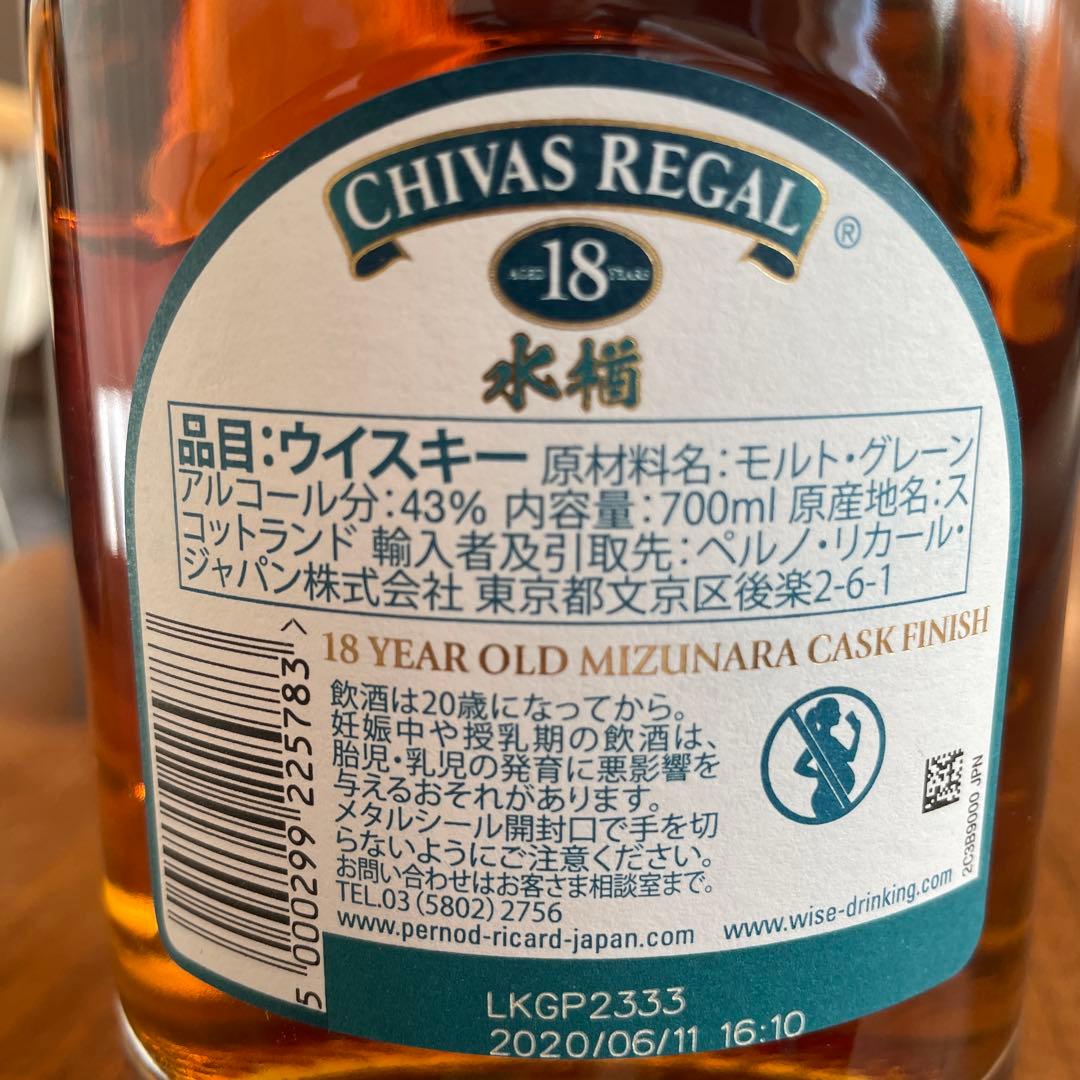 CHIVAS REGAL
®
AGED 18 YEARS
水楢
品目:ウイスキー 原材料名:モルト・グレーン
アルコール分:43% 内容量:700ml 原産地名:ス
コットランド 輸入者及引取先:ペルノ・リカール・
ジャパン株式会社 東京都文京区後楽2-6-1
18 YEAR OLD MIZUNARA CASK FINISH
飲酒は20歳になってから。
妊娠中や授乳期の飲酒は、
胎児・乳児の発育に悪影響を
与えるおそれがあります。
メタルシール開封口で手を切
らないようにご注意ください。
お問い合わせはお客さま相談室まで。
TEL.03 (5802) 2756
www.pernod-ricard-japan.com
www.wise-drinking.com
2C3B9000 JPN
5 000299 225783 >
LKGP2333
2020/06/11 16:10